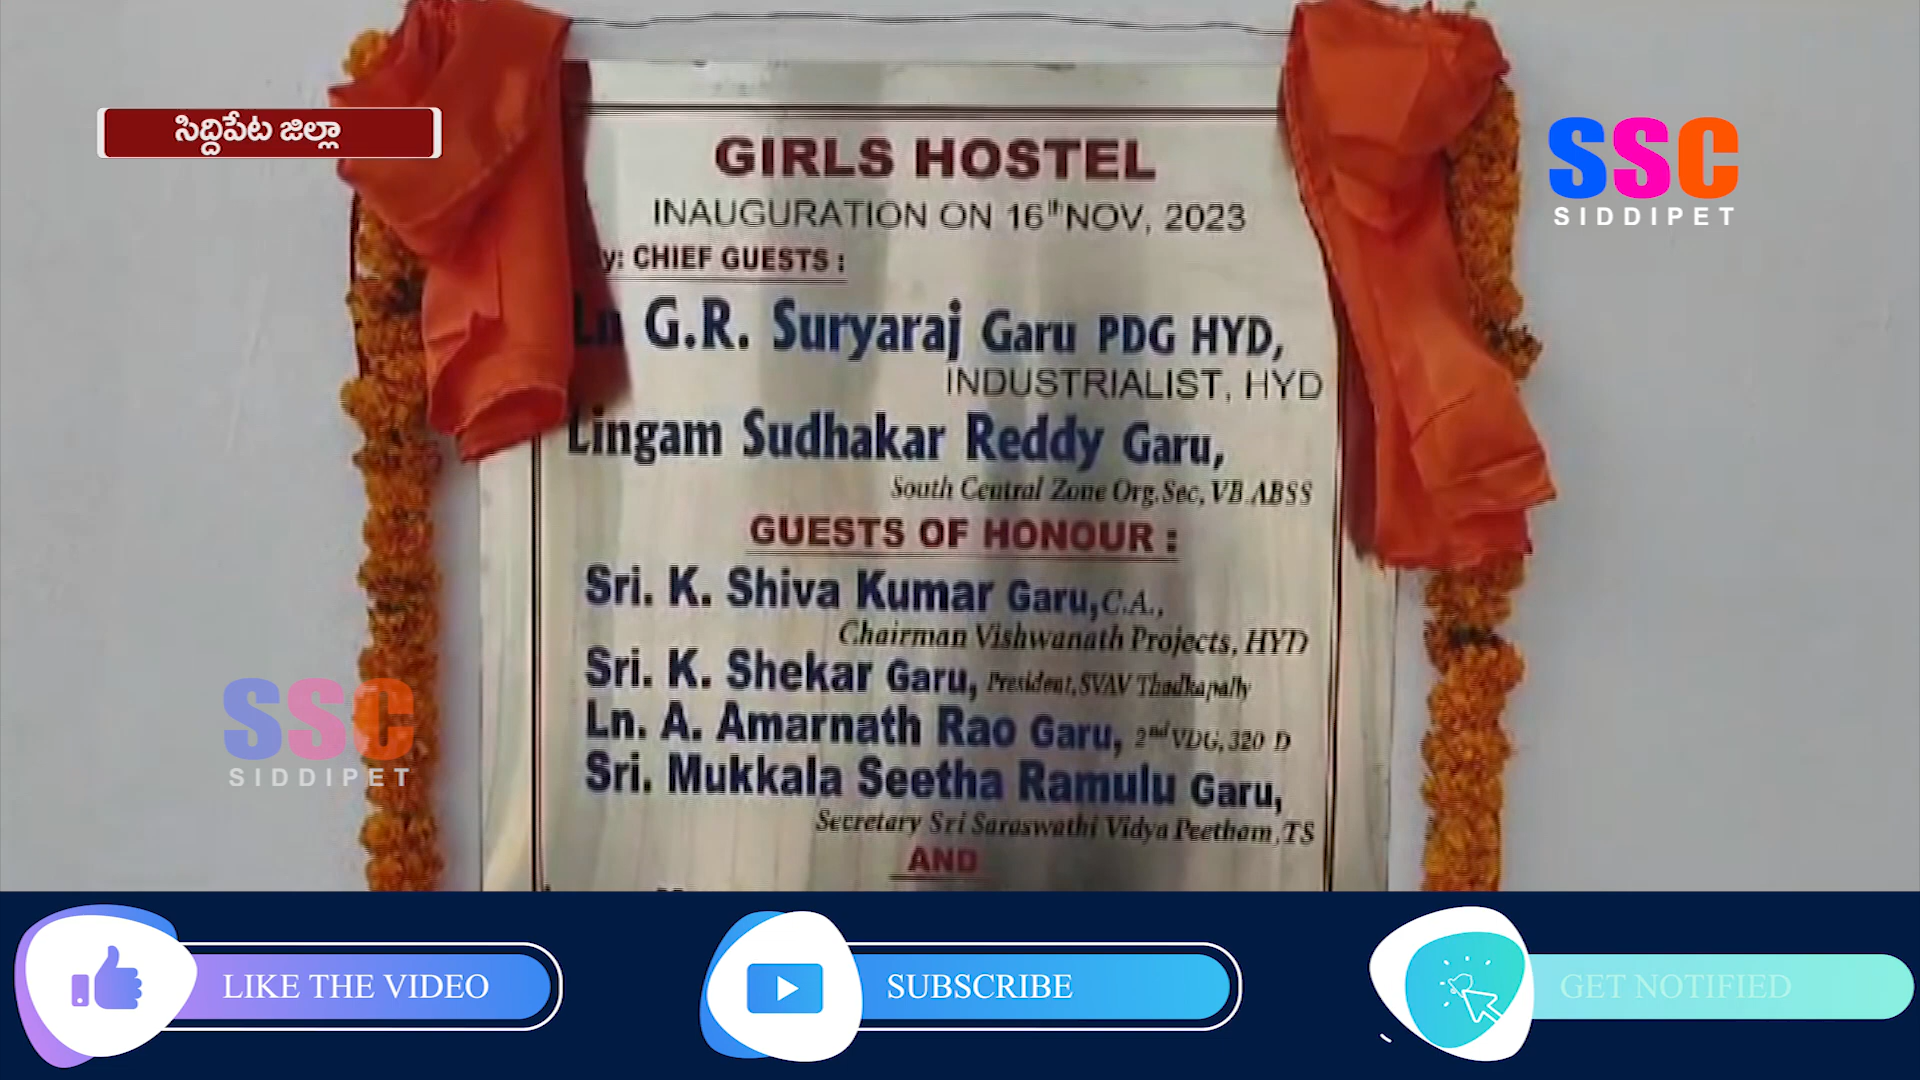 సిద్దిపేట జిల్లా
SSC
SIDDIPET
GIRLS HOSTEL
INAUGURATION ON 16th NOV, 2023
y: CHIEF GUESTS :
Ln G.R. Suryaraj Garu PDG HYD,
INDUSTRIALIST, HYD
Lingam Sudhakar Reddy Garu,
South Central Zone Org.Sec, VB ABSS
GUESTS OF HONOUR :
Sri. K. Shiva Kumar Garu, C.A.,
Chairman Vishwanath Projects, HYD
Sri. K. Shekar Garu, President, SVAV Thadkapally
Ln. A. Amarnath Rao Garu, 2nd VDG, 320 D
Sri. Mukkala Seetha Ramulu Garu,
Secretary Sri Saraswathi Vidya Peetham, TS
AND
SSC
SIDDIPET
LIKE THE VIDEO
SUBSCRIBE
GET NOTIFIED